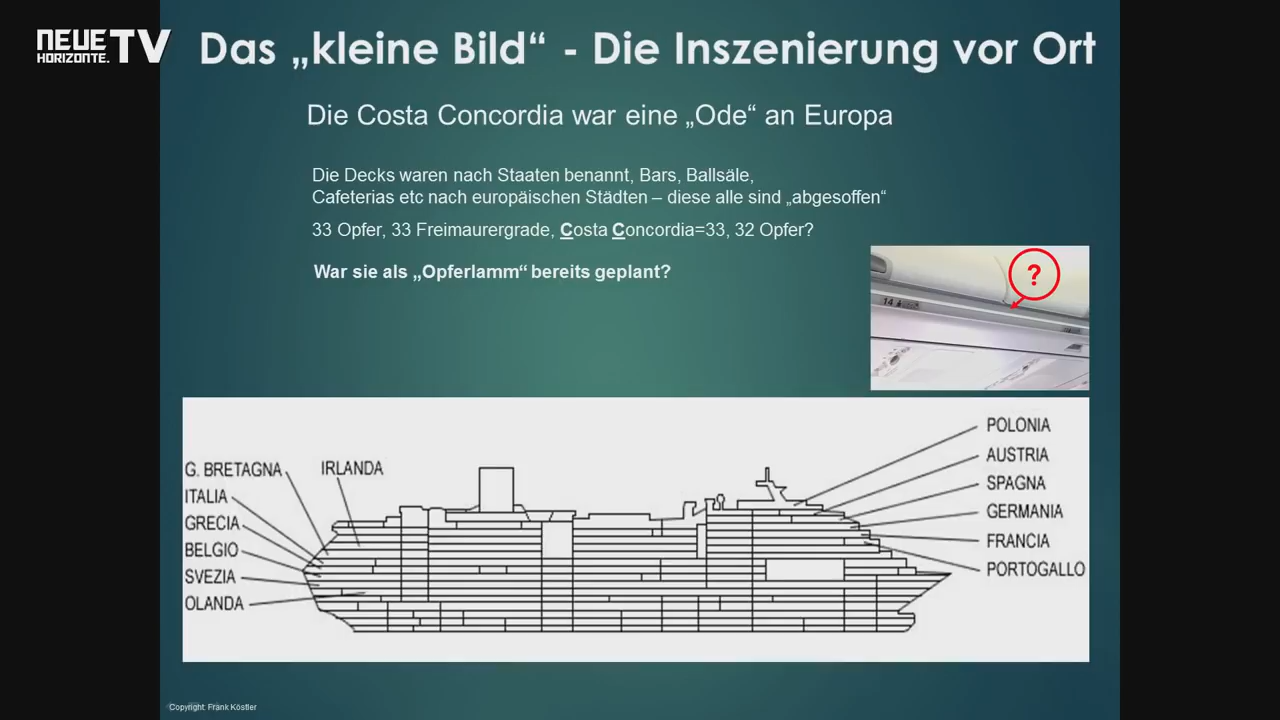 NEUE HORIZONTE.TV
Das „kleine Bild“ - Die Inszenierung vor Ort
Die Costa Concordia war eine „Ode“ an Europa
Die Decks waren nach Staaten benannt, Bars, Ballsäle,
Cafeterias etc nach europäischen Städten – diese alle sind „abgesoffen“
33 Opfer, 33 Freimaurergrade, Costa Concordia=33, 32 Opfer?
War sie als „Opferlamm“ bereits geplant?
?
14
G. BRETAGNA
IRLANDA
ITALIA
GRECIA
BELGIO
SVEZIA
OLANDA
POLONIA
AUSTRIA
SPAGNA
GERMANIA
FRANCIA
PORTOGALLO
Copyright: Frank Köstler